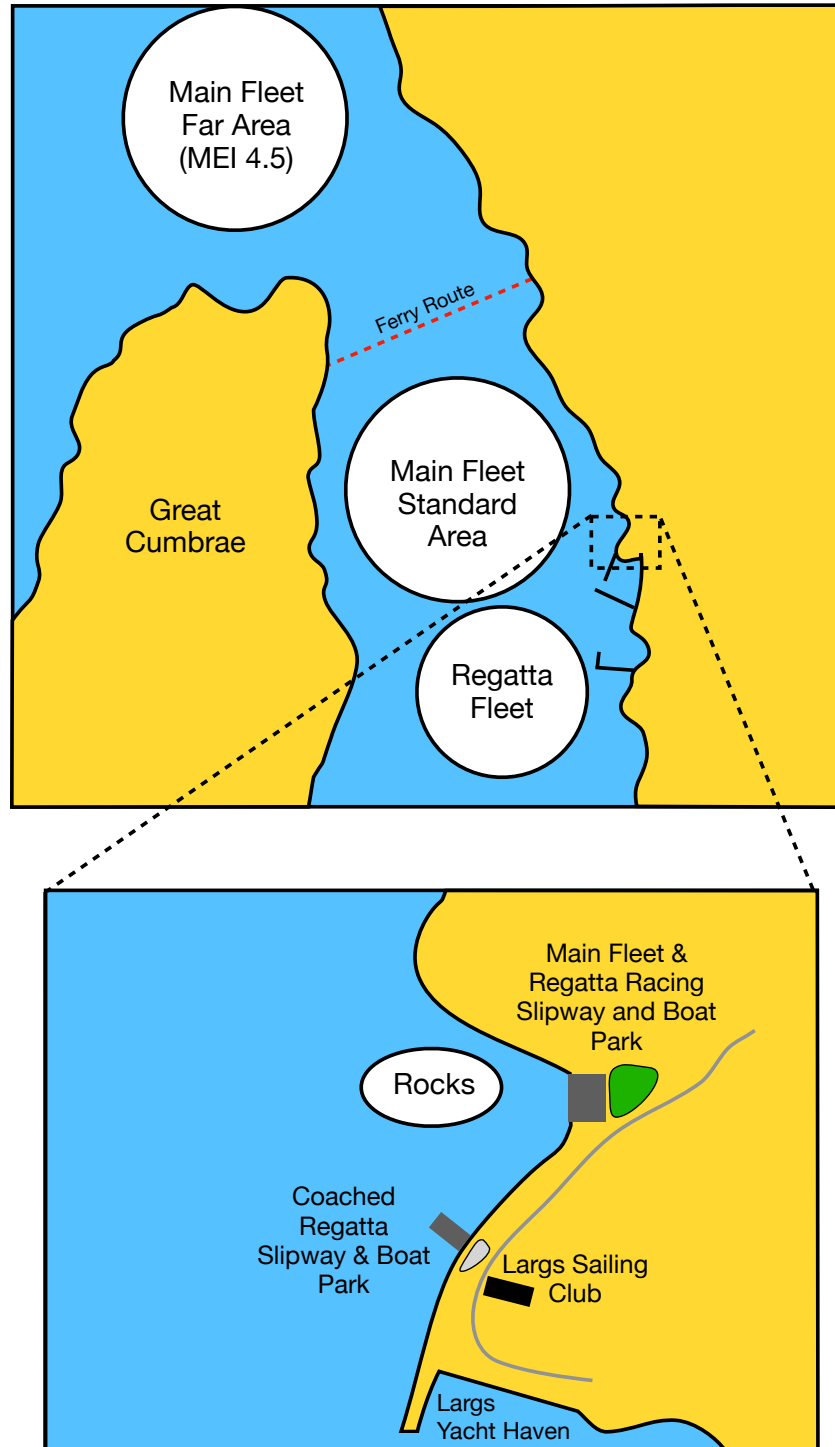 Main Fleet
Far Area
(MEI 4.5)
Ferry Route
Main Fleet
Standard
Area
Great
Cumbrae
Regatta
Fleet
Main Fleet &
Regatta Racing
Slipway and Boat
Park
Rocks
Coached
Regatta
Slipway & Boat
Park
Largs Sailing
Club
Largs
Yacht Haven